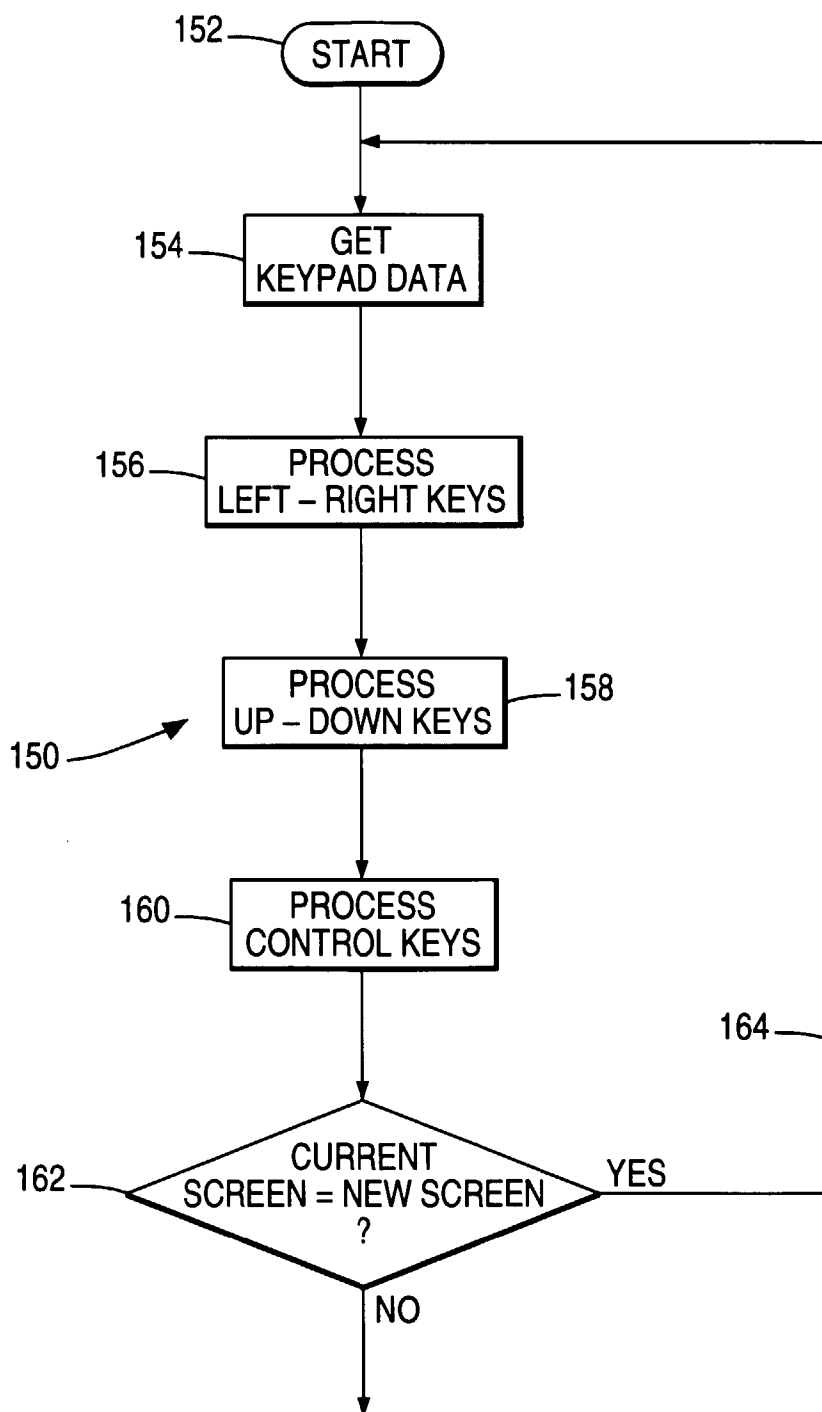 152
START
154
GET
KEYPAD DATA
156
PROCESS
LEFT – RIGHT KEYS
PROCESS
UP – DOWN KEYS
158
150
160
PROCESS
CONTROL KEYS
164
162
CURRENT
SCREEN = NEW SCREEN
?
YES
NO